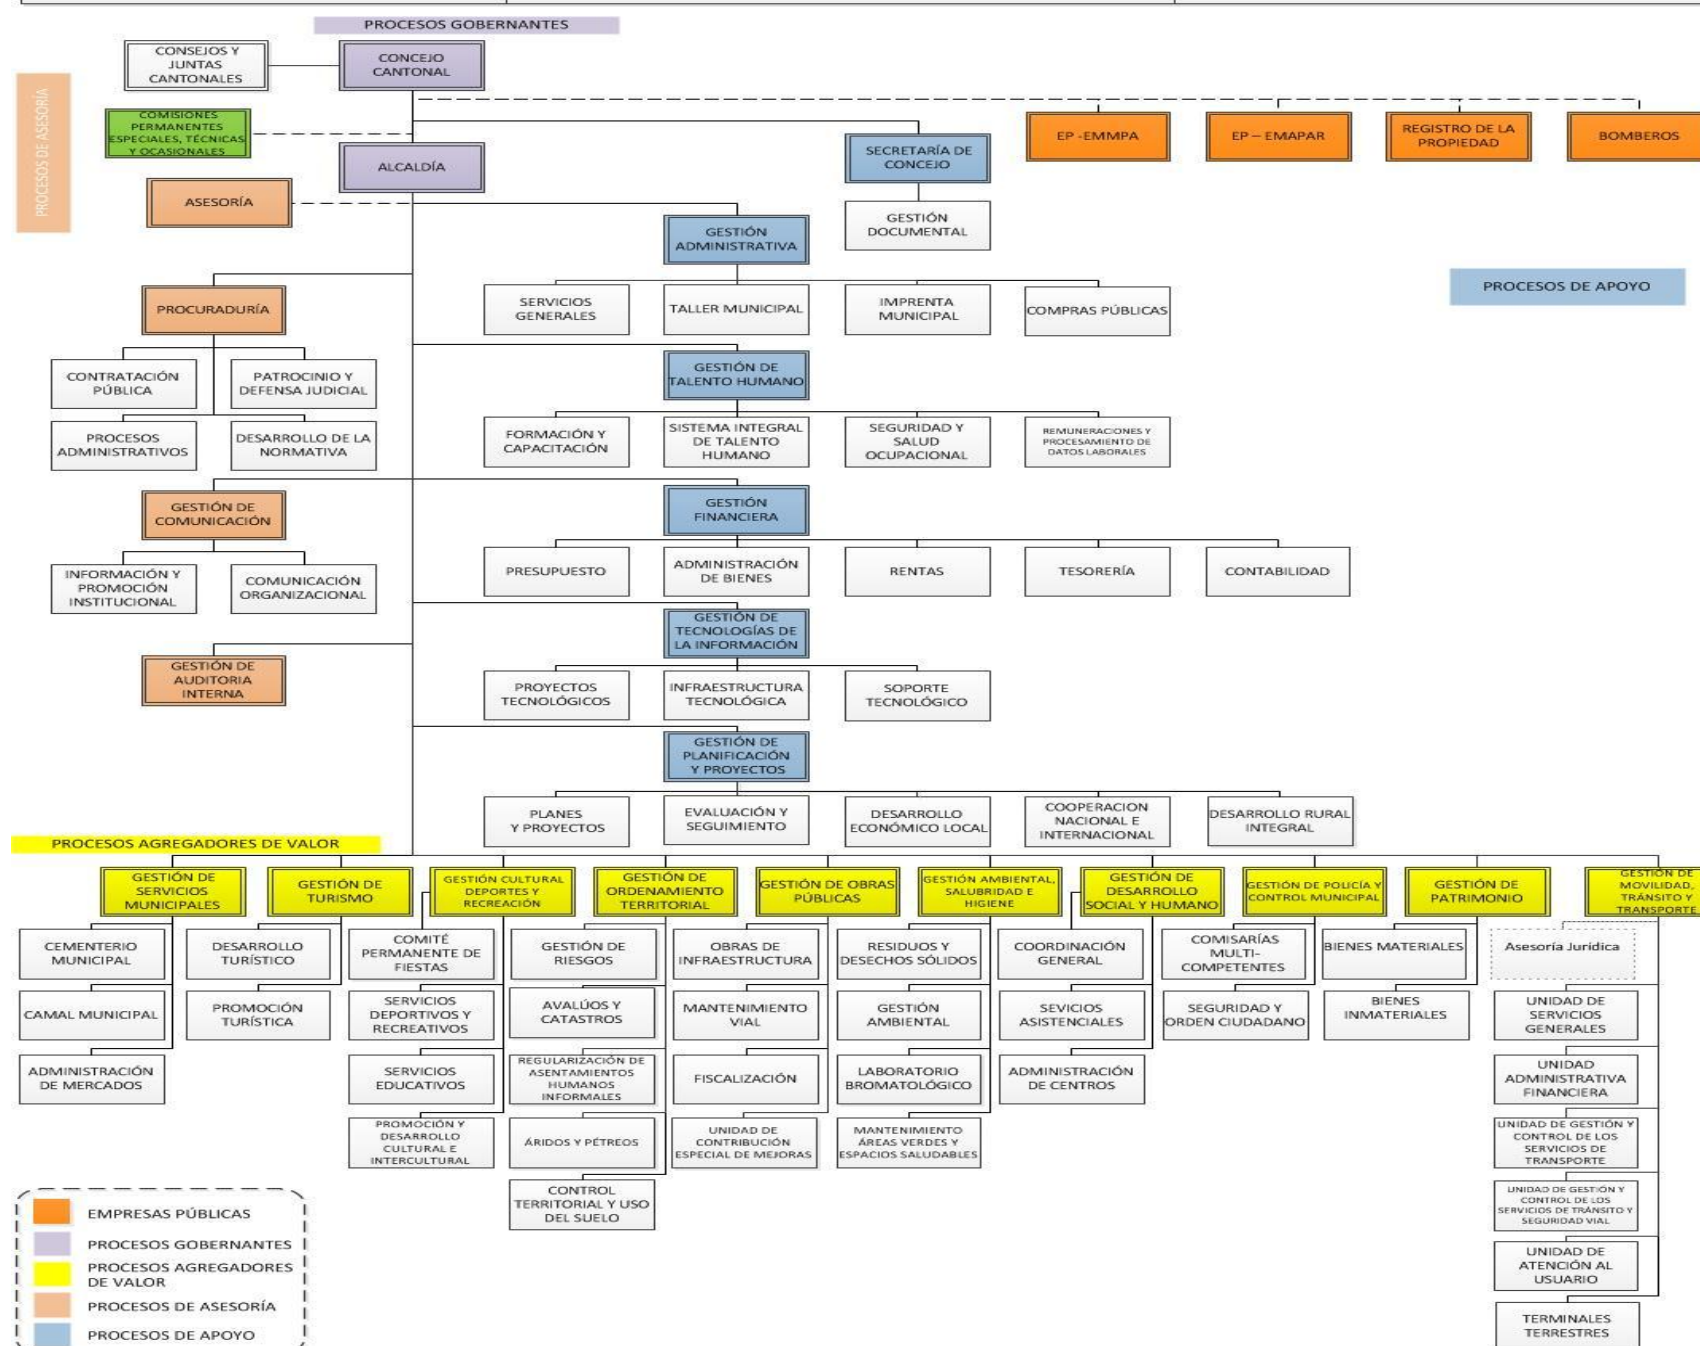 PROCESOS GOBERNANTES
CONSEJOS Y
JUNTAS
CANTONALES
CONCEJO
CANTONAL
PROCESOS DE ASESORÍA
COMISIONES
PERMANENTES
ESPECIALES, TÉCNICAS
Y OCASIONALES
ALCALDÍA
SECRETARÍA DE
CONCEJO
EP -EMMPA
EP – EMAPAR
REGISTRO DE LA
PROPIEDAD
BOMBEROS
ASESORÍA
GESTIÓN
DOCUMENTAL
GESTIÓN
ADMINISTRATIVA
PROCESOS DE APOYO
PROCURADURÍA
SERVICIOS
GENERALES
TALLER MUNICIPAL
IMPRENTA
MUNICIPAL
COMPRAS PÚBLICAS
CONTRATACIÓN
PÚBLICA
PATROCINIO Y
DEFENSA JUDICIAL
GESTIÓN DE
TALENTO HUMANO
PROCESOS
ADMINISTRATIVOS
DESARROLLO DE LA
NORMATIVA
FORMACIÓN Y
CAPACITACIÓN
SISTEMA INTEGRAL
DE TALENTO
HUMANO
SEGURIDAD Y
SALUD
OCUPACIONAL
REMUNERACIONES Y
PROCESAMIENTO DE
DATOS LABORALES
GESTIÓN DE
COMUNICACIÓN
GESTIÓN
FINANCIERA
INFORMACIÓN Y
PROMOCIÓN
INSTITUCIONAL
COMUNICACIÓN
ORGANIZACIONAL
PRESUPUESTO
ADMINISTRACIÓN
DE BIENES
RENTAS
TESORERÍA
CONTABILIDAD
GESTIÓN DE
TECNOLOGÍAS DE
LA INFORMACIÓN
GESTIÓN DE
AUDITORIA
INTERNA
PROYECTOS
TECNOLÓGICOS
INFRAESTRUCTURA
TECNOLÓGICA
SOPORTE
TECNOLÓGICO
GESTIÓN DE
PLANIFICACIÓN
Y PROYECTOS
PLANES
Y PROYECTOS
EVALUACIÓN Y
SEGUIMIENTO
DESARROLLO
ECONÓMICO LOCAL
COOPERACION
NACIONAL E
INTERNACIONAL
DESARROLLO RURAL
INTEGRAL
PROCESOS AGREGADORES DE VALOR
GESTIÓN DE
SERVICIOS
MUNICIPALES
GESTIÓN DE
TURISMO
GESTIÓN CULTURAL
DEPORTES Y
RECREACIÓN
GESTIÓN DE
ORDENAMIENTO
TERRITORIAL
GESTIÓN DE OBRAS
PÚBLICAS
GESTIÓN AMBIENTAL,
SALUBRIDAD E
HIGIENE
GESTIÓN DE
DESARROLLO
SOCIAL Y HUMANO
GESTIÓN DE POLICÍA Y
CONTROL MUNICIPAL
GESTIÓN DE
PATRIMONIO
GESTIÓN DE
MOVILIDAD,
TRÁNSITO Y
TRANSPORTE
CEMENTERIO
MUNICIPAL
DESARROLLO
TURÍSTICO
COMITÉ
PERMANENTE DE
FIESTAS
GESTIÓN DE
RIESGOS
OBRAS DE
INFRAESTRUCTURA
RESIDUOS Y
DESECHOS SÓLIDOS
COORDINACIÓN
GENERAL
COMISARÍAS
MULTI-
COMPETENTES
BIENES MATERIALES
Asesoría Jurídica
CAMAL MUNICIPAL
PROMOCIÓN
TURÍSTICA
SERVICIOS
DEPORTIVOS Y
RECREATIVOS
AVALÚOS Y
CATASTROS
MANTENIMIENTO
VIAL
GESTIÓN
AMBIENTAL
SEVICIOS
ASISTENCIALES
SEGURIDAD Y
ORDEN CIUDADANO
BIENES
INMATERIALES
UNIDAD DE
SERVICIOS
GENERALES
ADMINISTRACIÓN
DE MERCADOS
SERVICIOS
EDUCATIVOS
REGULARIZACIÓN DE
ASENTAMIENTOS
HUMANOS
INFORMALES
FISCALIZACIÓN
LABORATORIO
BROMATOLÓGICO
ADMINISTRACIÓN
DE CENTROS
UNIDAD
ADMINISTRATIVA
FINANCIERA
PROMOCIÓN Y
DESARROLLO
CULTURAL E
INTERCULTURAL
ÁRIDOS Y PÉTREOS
UNIDAD DE
CONTRIBUCIÓN
ESPECIAL DE MEJORAS
MANTENIMIENTO
ÁREAS VERDES Y
ESPACIOS SALUDABLES
UNIDAD DE GESTIÓN Y
CONTROL DE LOS
SERVICIOS DE
TRANSPORTE
CONTROL
TERRITORIAL Y USO
DEL SUELO
UNIDAD DE GESTIÓN Y
CONTROL DE LOS
SERVICIOS DE TRÁNSITO Y
SEGURIDAD VIAL
UNIDAD DE
ATENCIÓN AL
USUARIO
TERMINALES
TERRESTRES
EMPRESAS PÚBLICAS
PROCESOS GOBERNANTES
PROCESOS AGREGADORES
DE VALOR
PROCESOS DE ASESORÍA
PROCESOS DE APOYO